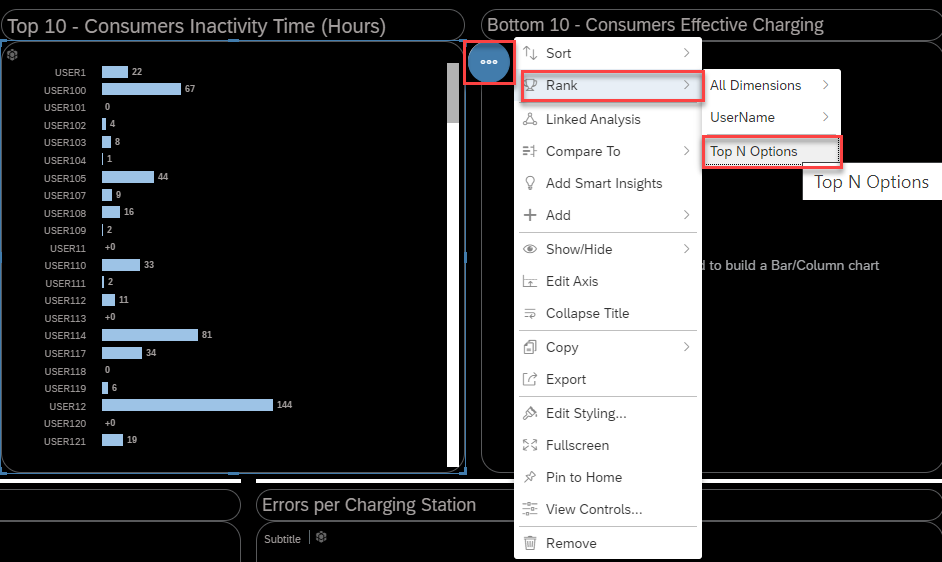 Top 10 - Consumers Inactivity Time (Hours)
Bottom 10 - Consumers Effective Charging
USER1 22
USER100 67
USER101 0
USER102 4
USER103 8
USER104 1
USER105 44
USER107 9
USER108 16
USER109 2
USER11 +0
USER110 33
USER111 2
USER112 11
USER113 +0
USER114 81
USER117 34
USER118 0
USER119 6
USER12 144
USER120 +0
USER121 19
Sort
Rank
Linked Analysis
Compare To
Add Smart Insights
Add
Show/Hide
Edit Axis
Collapse Title
Copy
Export
Edit Styling...
Fullscreen
Pin to Home
View Controls...
Remove
All Dimensions
UserName
Top N Options
Top N Options
to build a Bar/Column chart
Errors per Charging Station
Subtitle